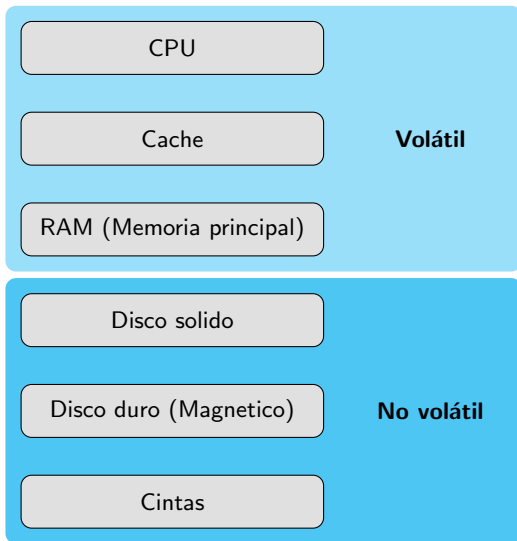 CPU
Cache
Volátil
RAM (Memoria principal)
Disco solido
Disco duro (Magnetico)
No volátil
Cintas